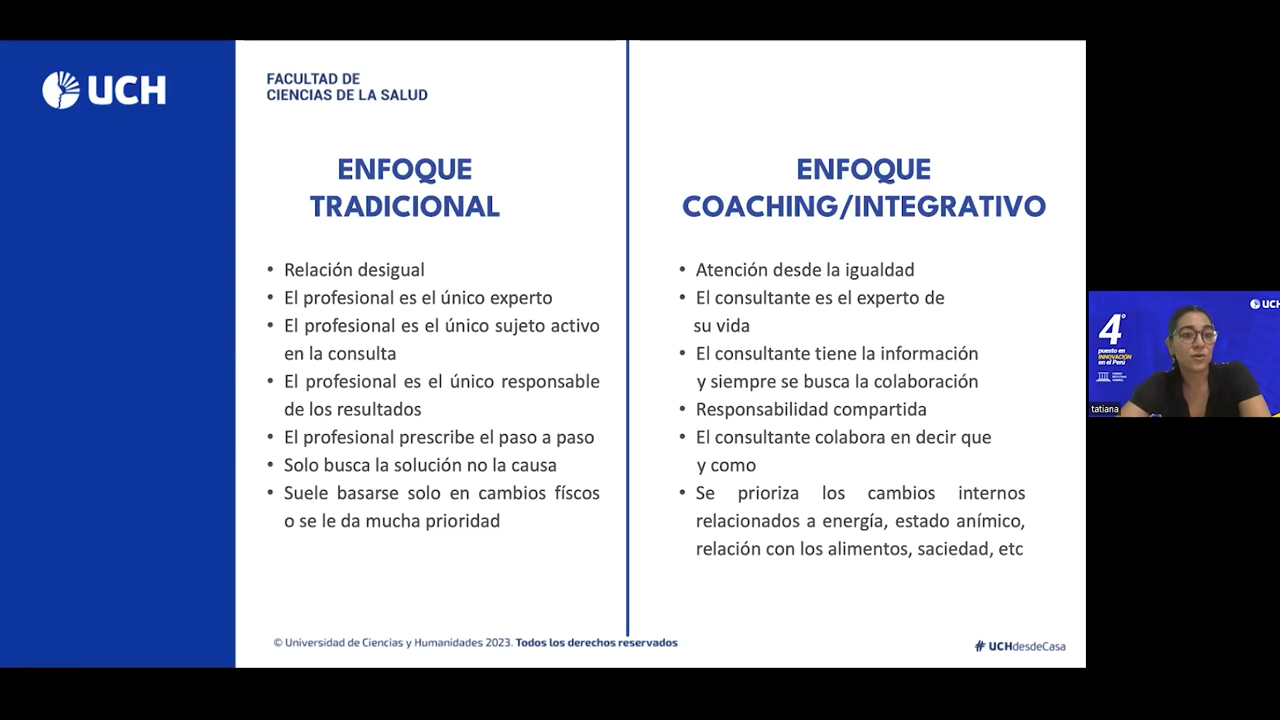 UCH
FACULTAD DE
CIENCIAS DE LA SALUD
ENFOQUE
TRADICIONAL
• Relación desigual
• El profesional es el único experto
• El profesional es el único sujeto activo
en la consulta
• El profesional es el único responsable
de los resultados
• El profesional prescribe el paso a paso
• Solo busca la solución no la causa
• Suele basarse solo en cambios físcos
o se le da mucha prioridad
ENFOQUE
COACHING/INTEGRATIVO
• Atención desde la igualdad
• El consultante es el experto de
su vida
• El consultante tiene la información
y siempre se busca la colaboración
• Responsabilidad compartida
• El consultante colabora en decir que
y como
• Se prioriza los cambios internos
relacionados a energía, estado anímico,
relación con los alimentos, saciedad, etc
© Universidad de Ciencias y Humanidades 2023. Todos los derechos reservados
#UCHdesdeCasa
UCH
4°
puesto en
INNOVACIÓN
en el Perú
tatiana